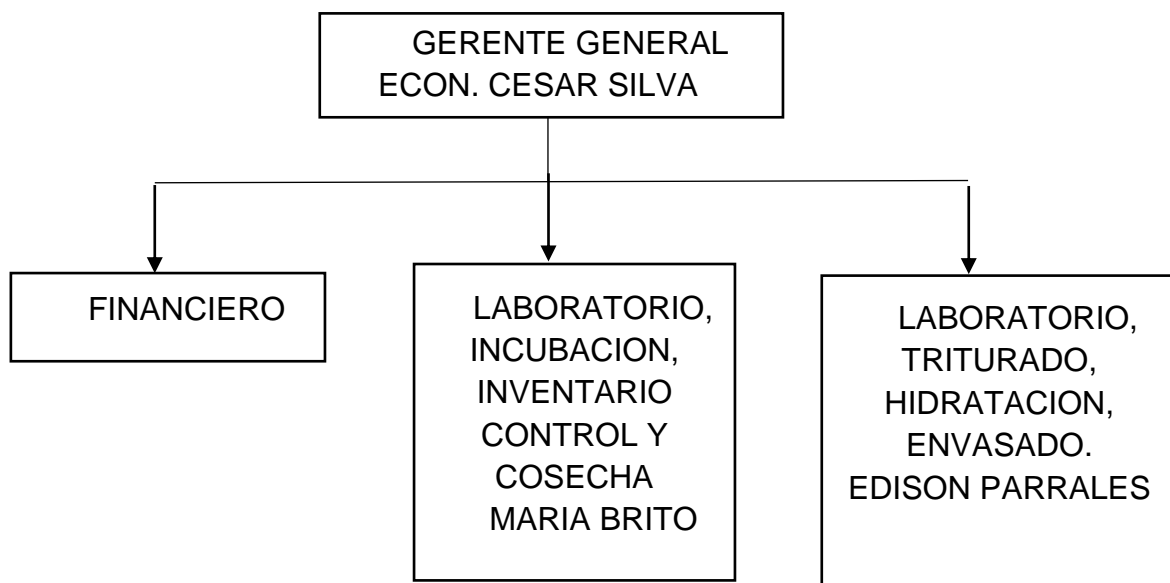 GERENTE GENERAL
ECON. CESAR SILVA
FINANCIERO
LABORATORIO,
INCUBACION,
INVENTARIO
CONTROL Y
COSECHA
MARIA BRITO
LABORATORIO,
TRITURADO,
HIDRATACION,
ENVASADO.
EDISON PARRALES